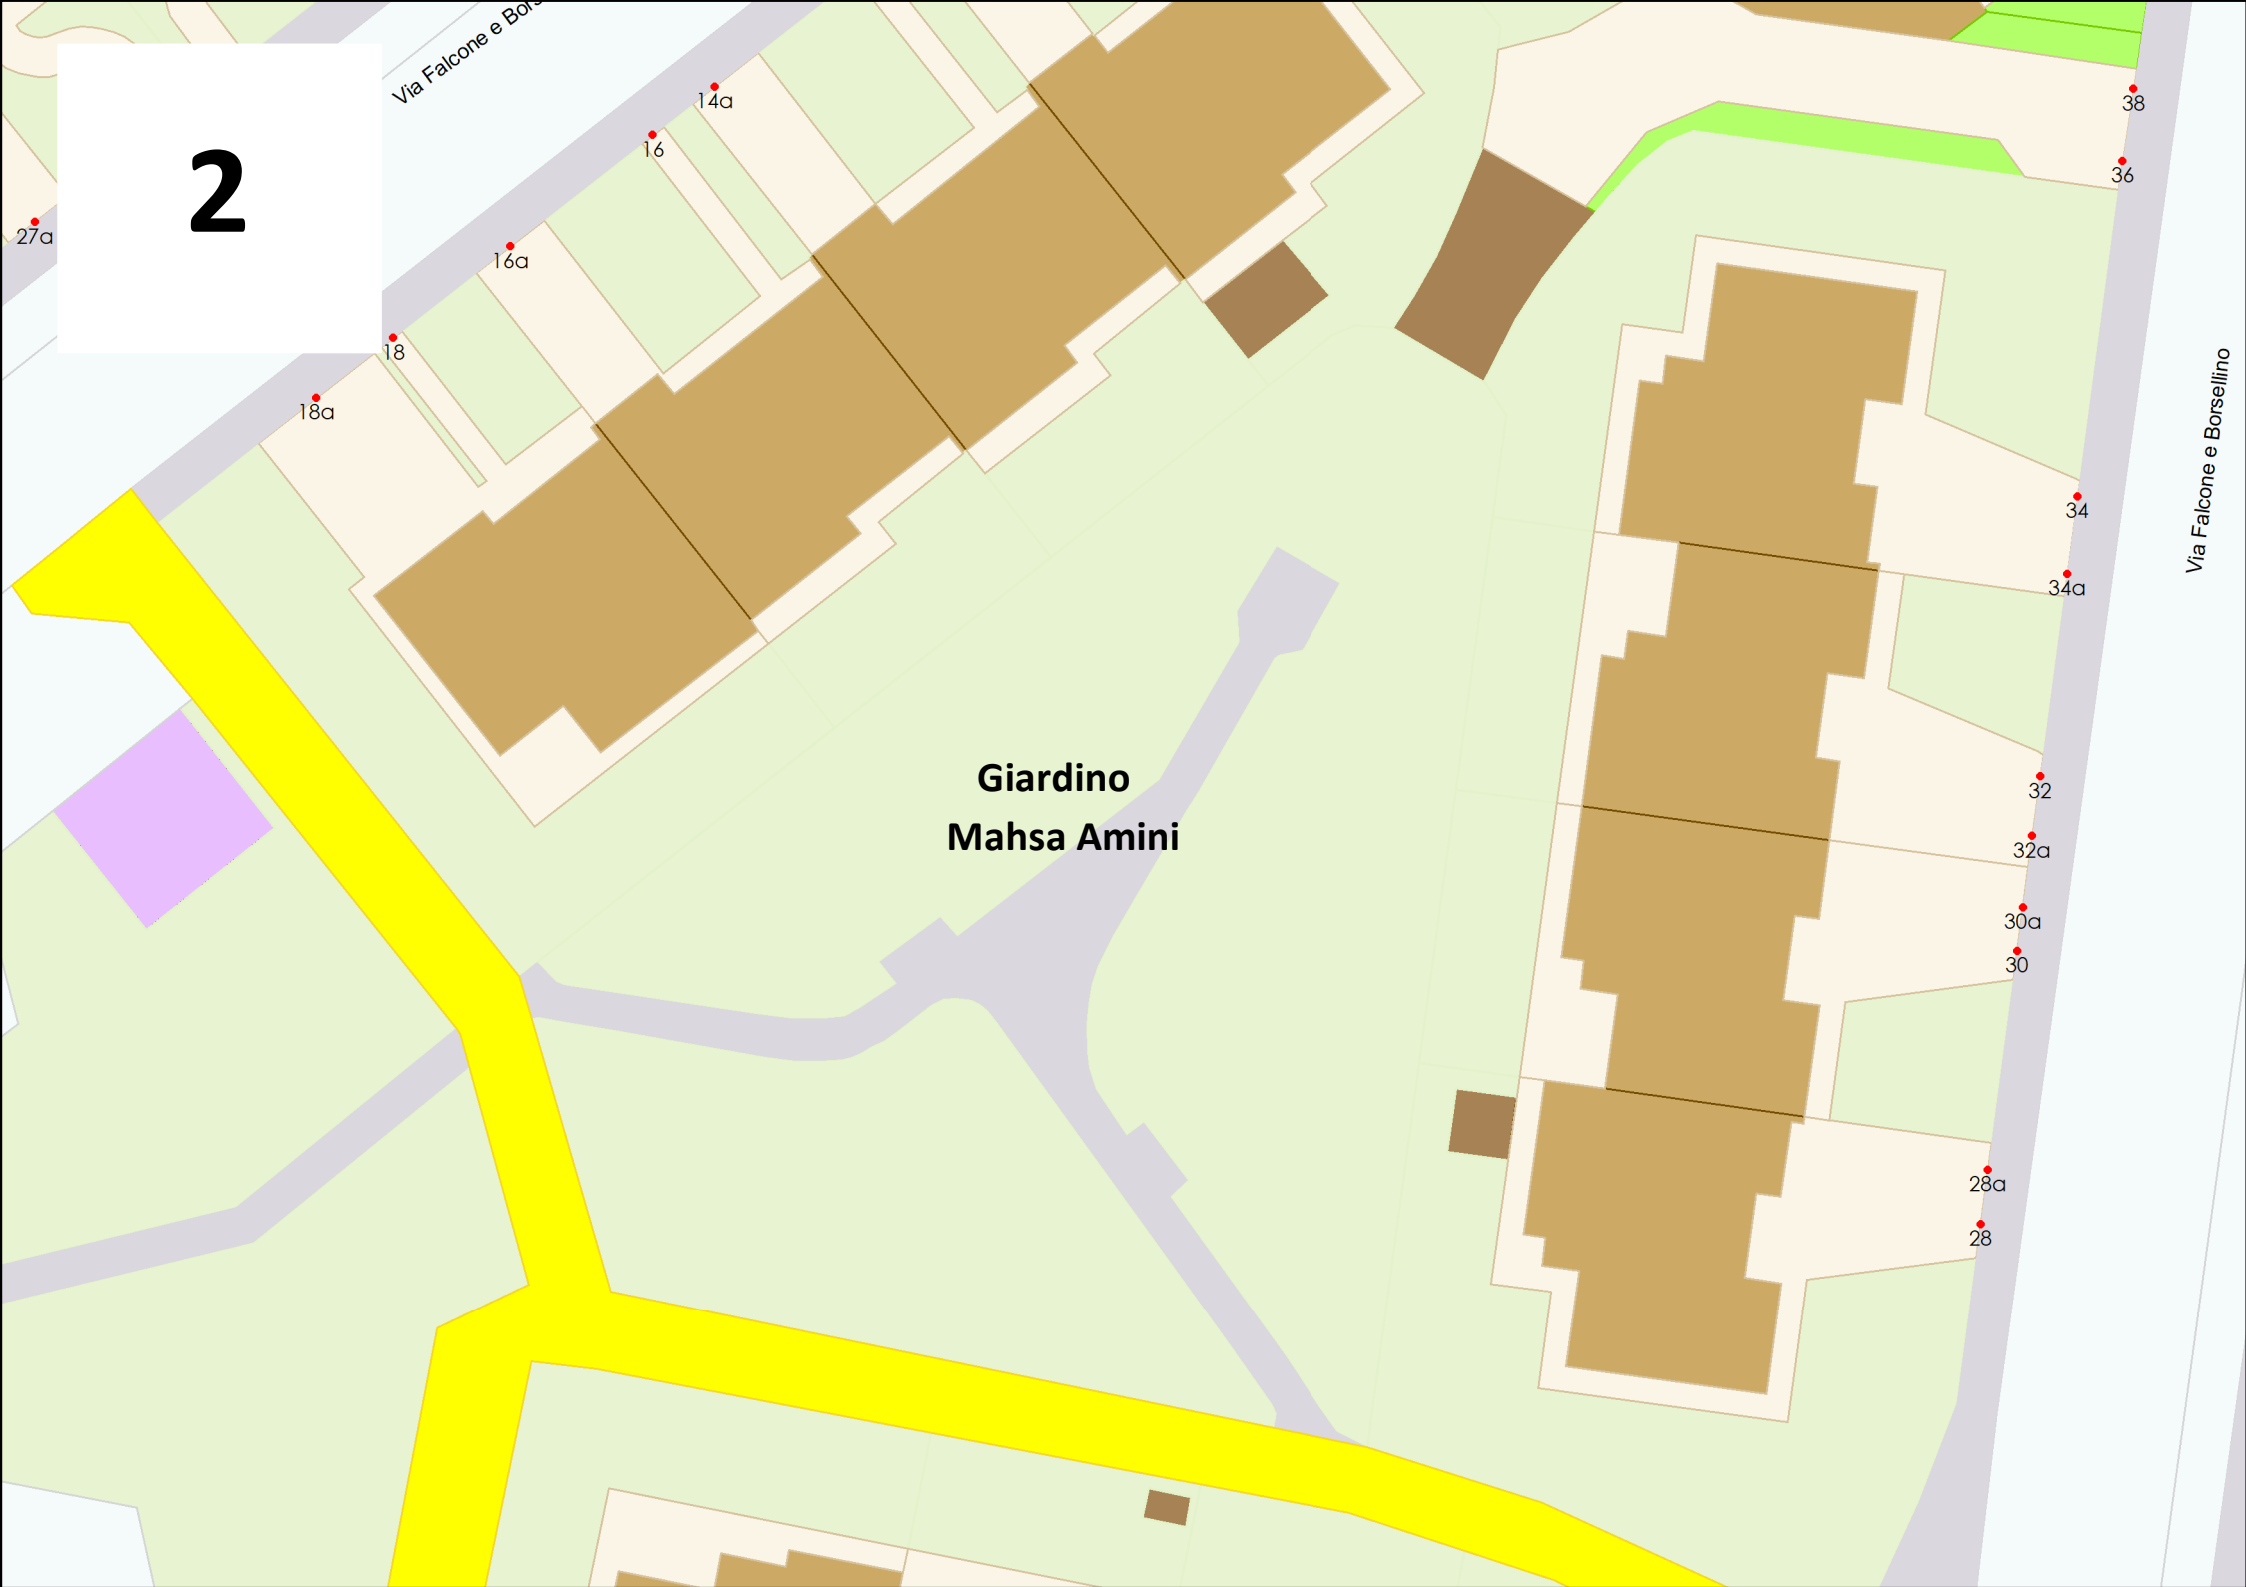 Via Falcone e Bors
2
14a
38
16
36
27a
16a
18
18a
Via Falcone e Borsellino
34
34a
Giardino
Mahsa Amini
32
32a
30a
30
28a
28